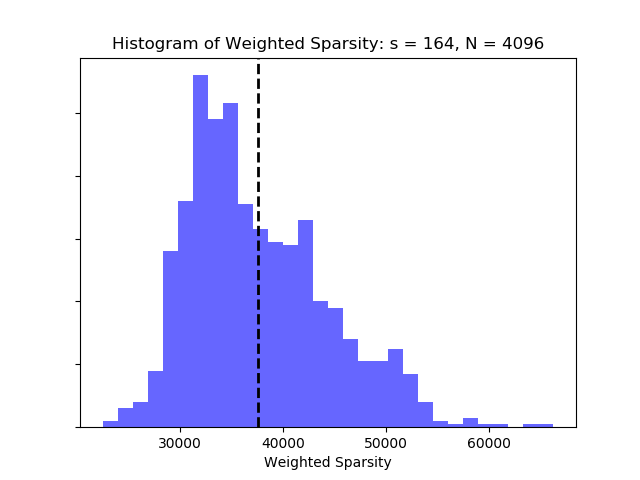 Histogram of Weighted Sparsity: s = 164, N = 4096
30000 40000 50000 60000
Weighted Sparsity